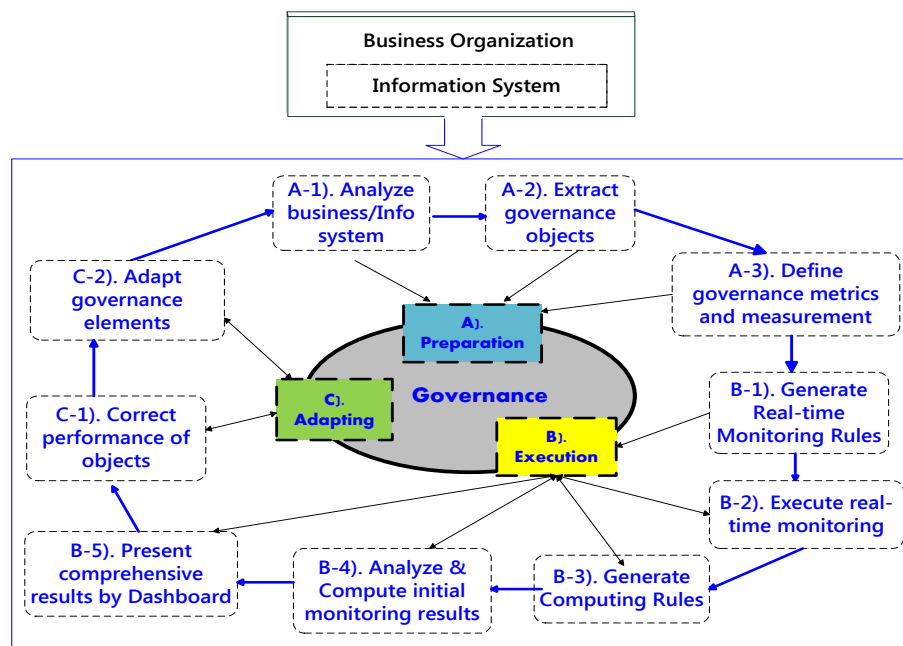 Business Organization
Information System
A-1). Analyze
business/Info
system
A-2). Extract
governance
objects
A-3). Define
governance metrics
and measurement
C-2). Adapt
governance
elements
A).
Preparation
Governance
C).
Adapting
B).
Execution
B-1). Generate
Real-time
Monitoring Rules
C-1). Correct
performance of
objects
B-2). Execute real-
time monitoring
B-5). Present
comprehensive
results by Dashboard
B-4). Analyze &
Compute initial
monitoring results
B-3). Generate
Computing Rules